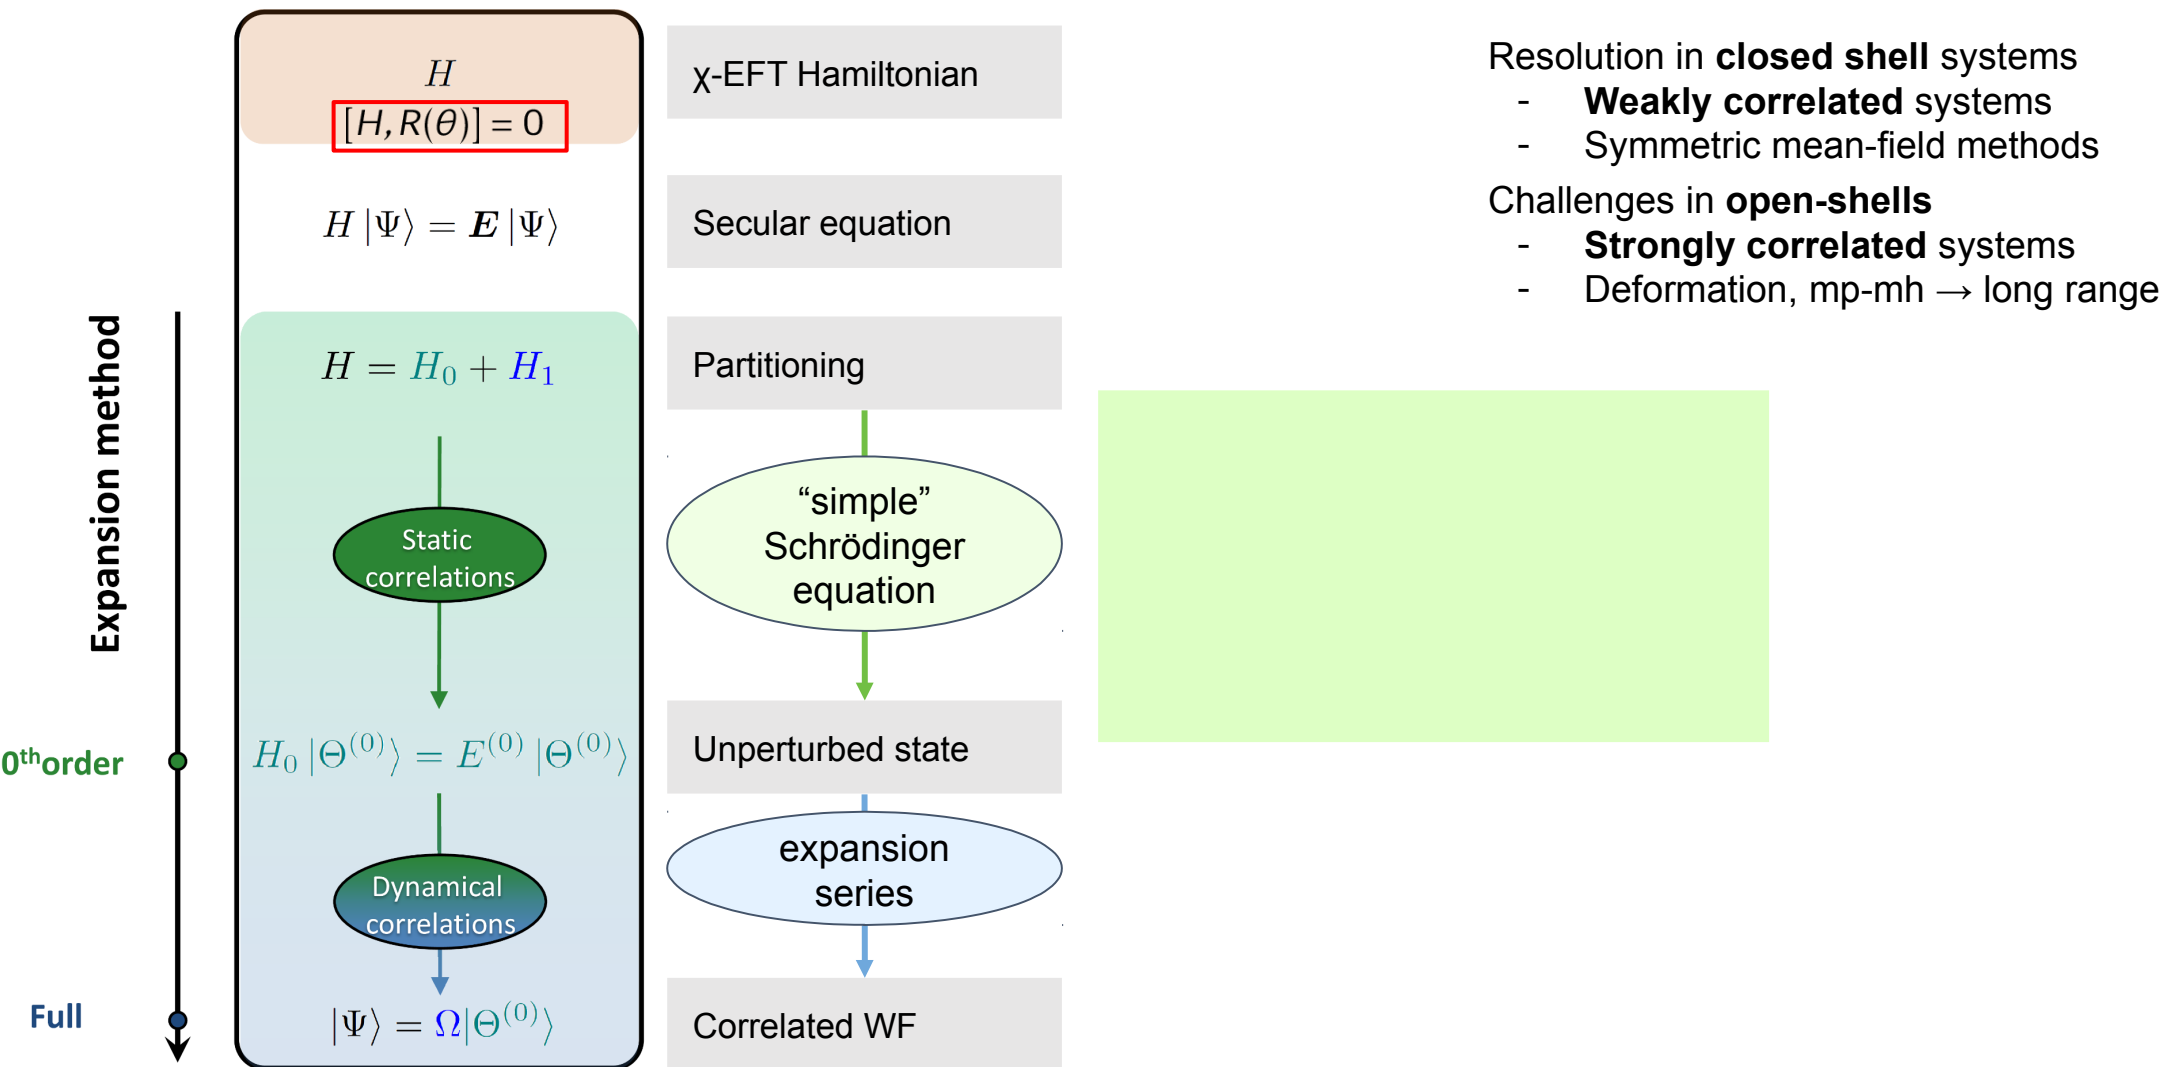 H
[H, R(θ)] = 0
χ-EFT Hamiltonian
H |Ψ⟩ = E |Ψ⟩
Secular equation
Resolution in closed shell systems
- Weakly correlated systems
- Symmetric mean-field methods
Challenges in open-shells
- Strongly correlated systems
- Deformation, mp-mh → long range
Expansion method
H = H₀ + H₁
Partitioning
Static
correlations
“simple”
Schrödinger
equation
0ᵗʰorder
H₀ |Θ⁽⁰⁾⟩ = E⁽⁰⁾ |Θ⁽⁰⁾⟩
Unperturbed state
Dynamical
correlations
expansion
series
Full
|Ψ⟩ = Ω|Θ⁽⁰⁾⟩
Correlated WF